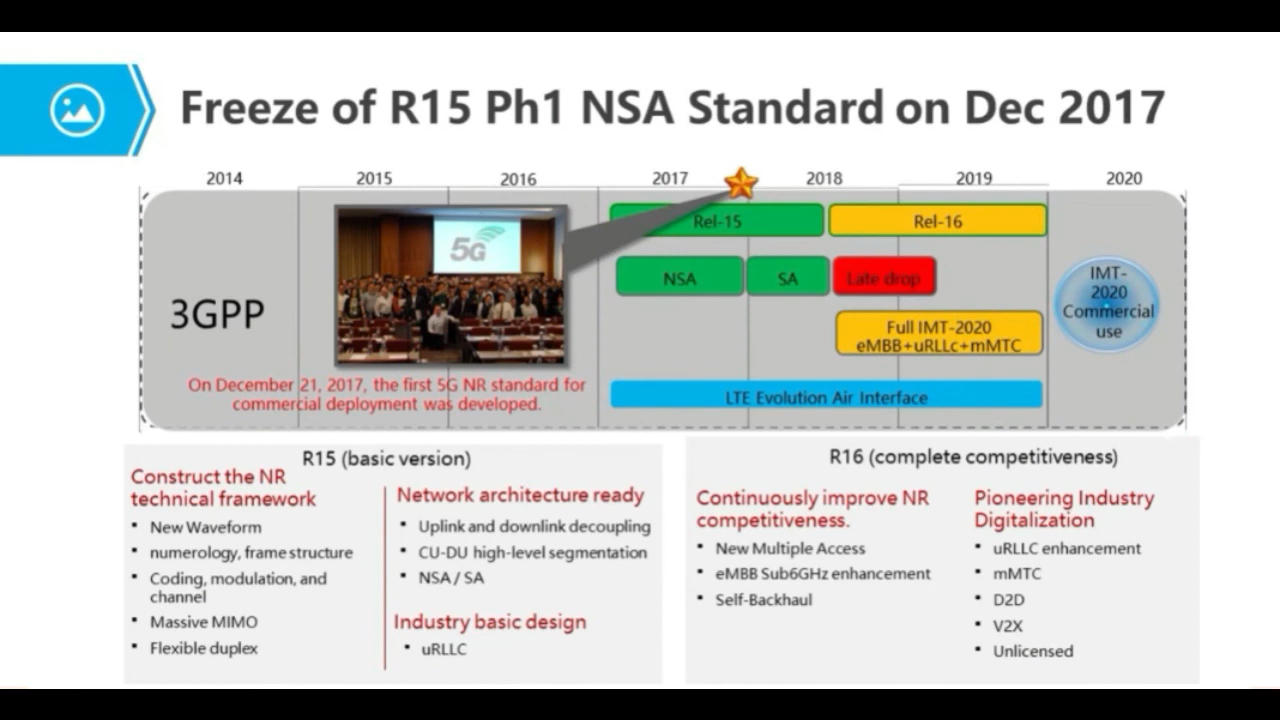 Freeze of R15 Ph1 NSA Standard on Dec 2017
2014 2015 2016 2017 2018 2019 2020
3GPP
5G
On December 21, 2017, the first 5G NR standard for
commercial deployment was developed.
Rel-15
Rel-16
NSA
SA
Late drop
Full IMT-2020
eMBB+uRLLc+mMTC
LTE Evolution Air Interface
IMT-
2020
Commercial
use
R15 (basic version)
Construct the NR
technical framework
▪ New Waveform
▪ numerology, frame structure
▪ Coding, modulation, and
channel
▪ Massive MIMO
▪ Flexible duplex
Network architecture ready
▪ Uplink and downlink decoupling
▪ CU-DU high-level segmentation
▪ NSA / SA
Industry basic design
▪ uRLLC
R16 (complete competitiveness)
Continuously improve NR
competitiveness.
▪ New Multiple Access
▪ eMBB Sub6GHz enhancement
▪ Self-Backhaul
Pioneering Industry
Digitalization
▪ uRLLC enhancement
▪ mMTC
▪ D2D
▪ V2X
▪ Unlicensed